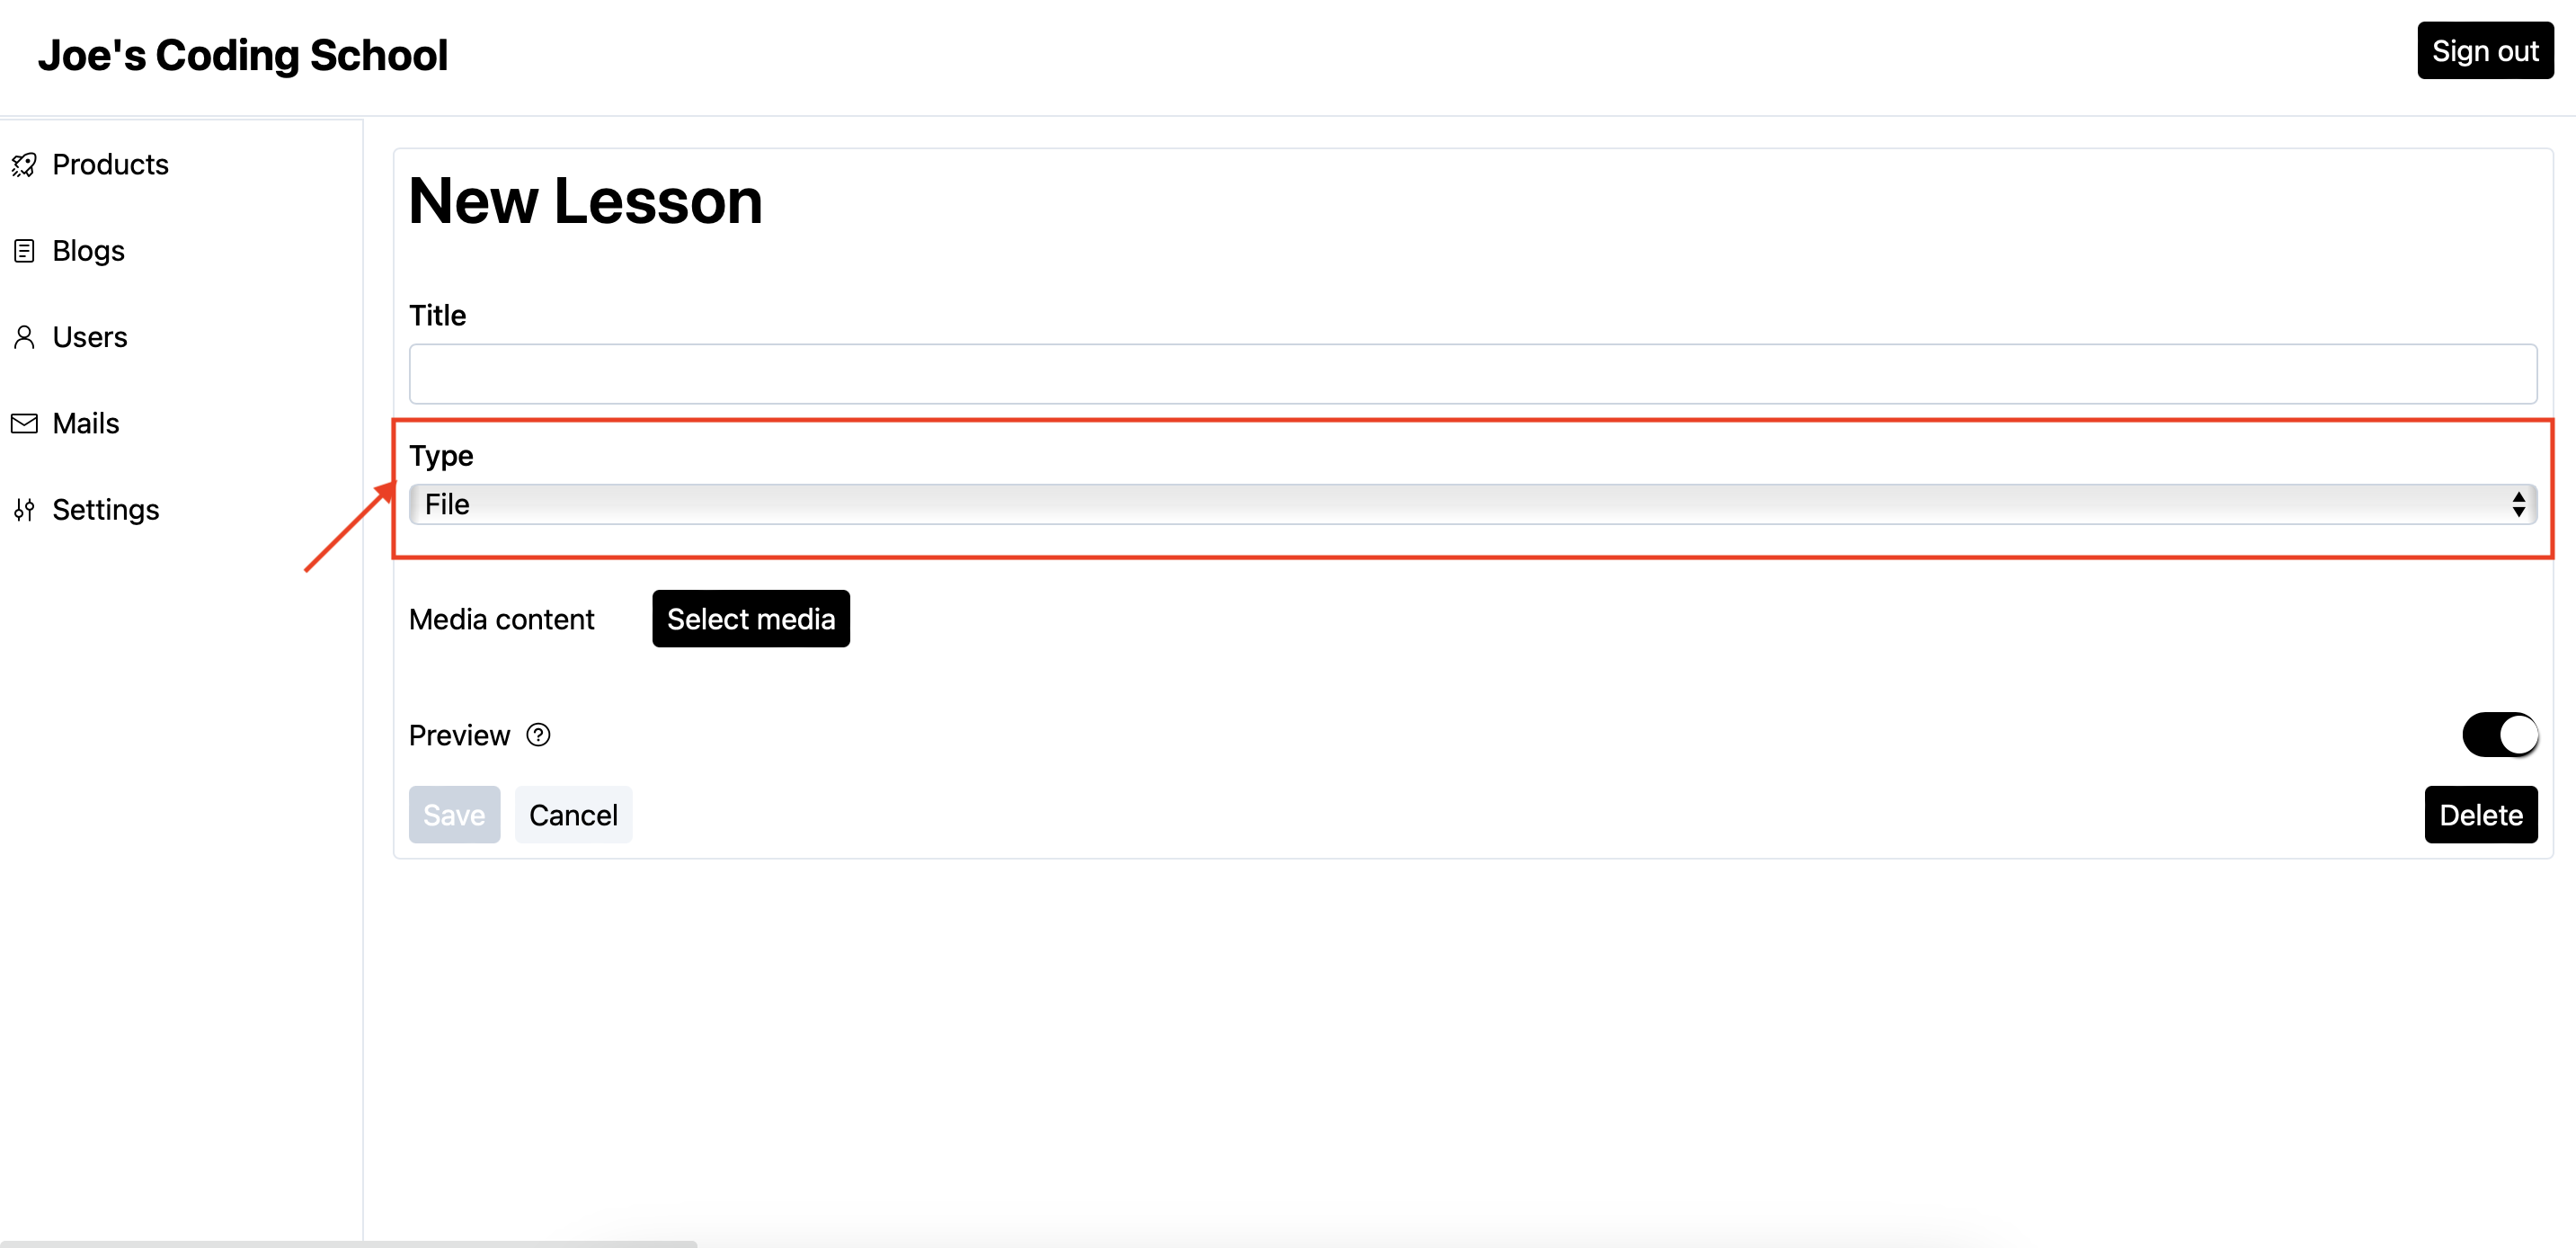 Joe's Coding School
Sign out
Products
Blogs
Users
Mails
Settings
New Lesson
Title
Type
File
Media content Select media
Preview ?
Save Cancel Delete